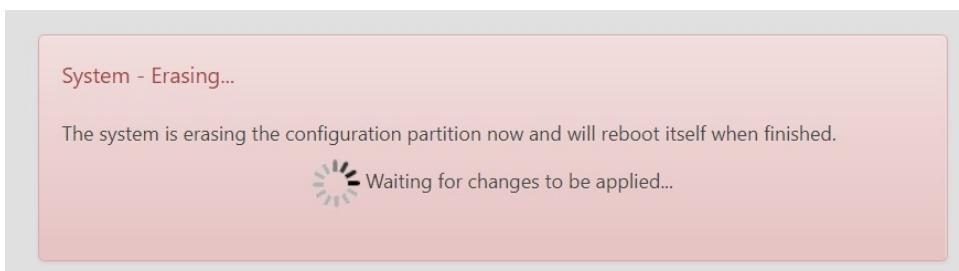 System - Erasing...
The system is erasing the configuration partition now and will reboot itself when finished.
Waiting for changes to be applied...